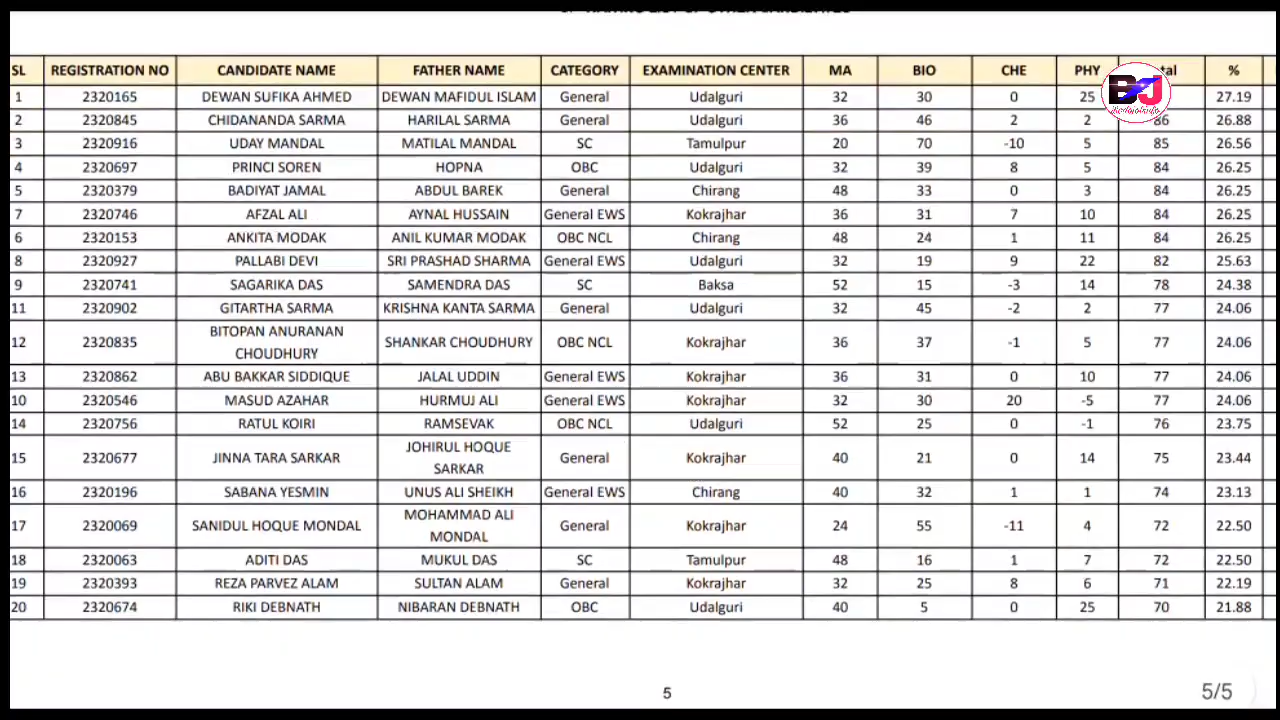 SL REGISTRATION NO CANDIDATE NAME FATHER NAME CATEGORY EXAMINATION CENTER MA BIO CHE PHY tal %
1 2320165 DEWAN SUFIKA AHMED DEWAN MAFIDUL ISLAM General Udalguri 32 30 0 25 27.19
2 2320845 CHIDANANDA SARMA HARILAL SARMA General Udalguri 36 46 2 2 86 26.88
3 2320916 UDAY MANDAL MATILAL MANDAL SC Tamulpur 20 70 -10 5 85 26.56
4 2320697 PRINCI SOREN HOPNA OBC Udalguri 32 39 8 5 84 26.25
5 2320379 BADIYAT JAMAL ABDUL BAREK General Chirang 48 33 0 3 84 26.25
7 2320746 AFZAL ALI AYNAL HUSSAIN General EWS Kokrajhar 36 31 7 10 84 26.25
6 2320153 ANKITA MODAK ANIL KUMAR MODAK OBC NCL Chirang 48 24 1 11 84 26.25
8 2320927 PALLABI DEVI SRI PRASHAD SHARMA General EWS Udalguri 32 19 9 22 82 25.63
9 2320741 SAGARIKA DAS SAMENDRA DAS SC Baksa 52 15 -3 14 78 24.38
11 2320902 GITARTHA SARMA KRISHNA KANTA SARMA General Udalguri 32 45 -2 2 77 24.06
BITOPAN ANURANAN
12 2320835 SHANKAR CHOUDHURY OBC NCL Kokrajhar 36 37 -1 5 77 24.06
CHOUDHURY
13 2320862 ABU BAKKAR SIDDIQUE JALAL UDDIN General EWS Kokrajhar 36 31 0 10 77 24.06
10 2320546 MASUD AZAHAR HURMUJ ALI General EWS Kokrajhar 32 30 20 -5 77 24.06
14 2320756 RATUL KOIRI RAMSEVAK OBC NCL Udalguri 52 25 0 -1 76 23.75
JOHIRUL HOQUE
15 2320677 JINNA TARA SARKAR General Kokrajhar 40 21 0 14 75 23.44
SARKAR
16 2320196 SABANA YESMIN UNUS ALI SHEIKH General EWS Chirang 40 32 1 1 74 23.13
MOHAMMAD ALI
17 2320069 SANIDUL HOQUE MONDAL General Kokrajhar 24 55 -11 4 72 22.50
MONDAL
18 2320063 ADITI DAS MUKUL DAS SC Tamulpur 48 16 1 7 72 22.50
19 2320393 REZA PARVEZ ALAM SULTAN ALAM General Kokrajhar 32 25 8 6 71 22.19
20 2320674 RIKI DEBNATH NIBARAN DEBNATH OBC Udalguri 40 5 0 25 70 21.88
5
5/5